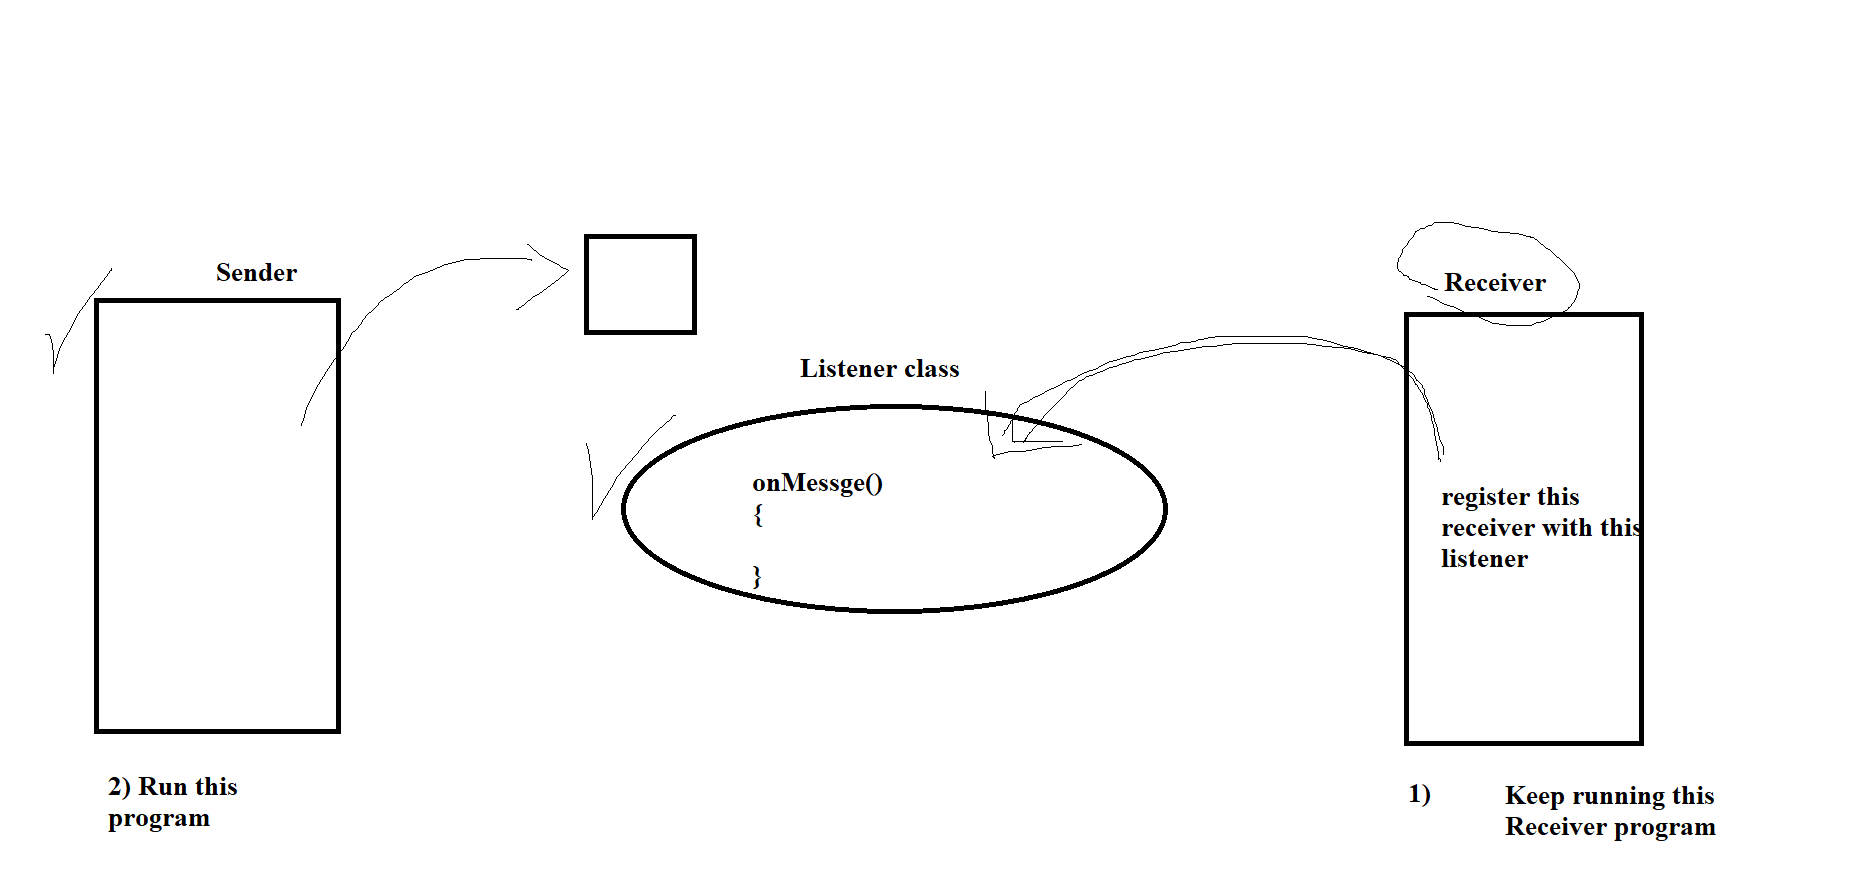 Sender
Receiver
Listener class
onMessge()
{
}
register this
receiver with this
listener
2) Run this
program
1)
Keep running this
Receiver program